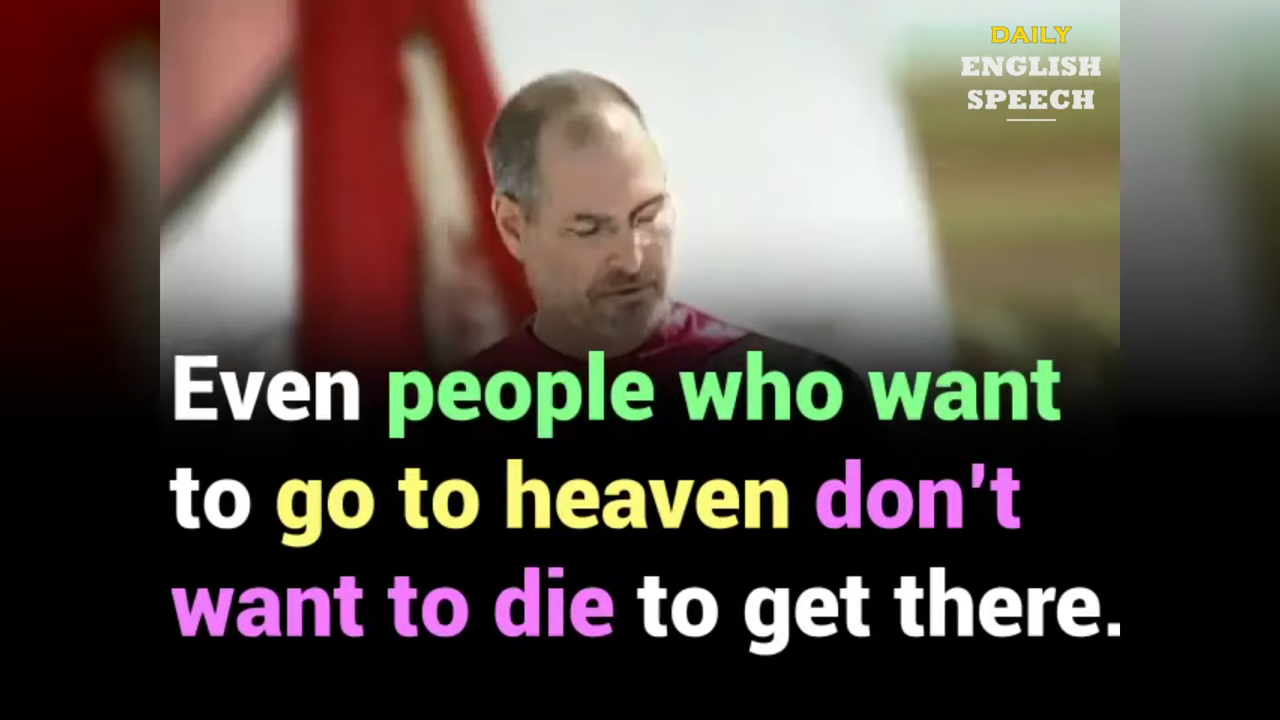 DAILY
ENGLISH
SPEECH
Even people who want
to go to heaven don't
want to die to get there.